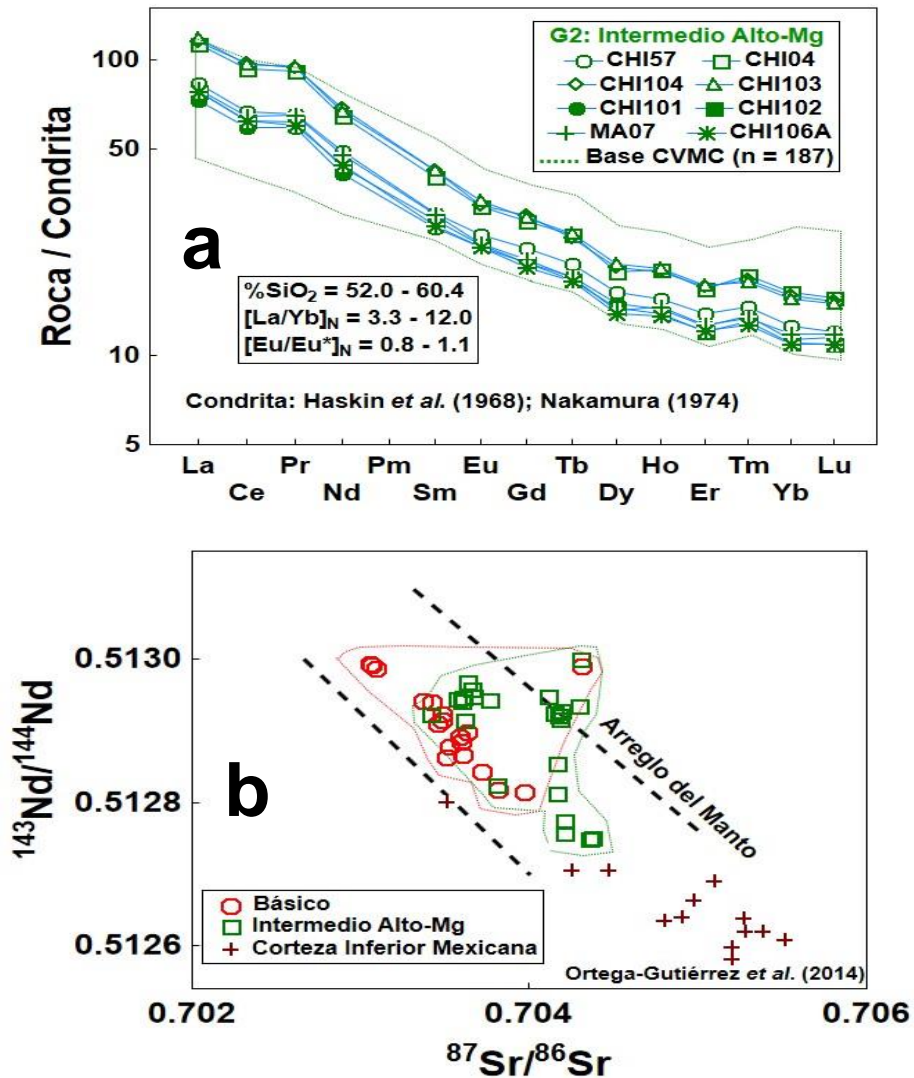 G2: Intermedio Alto-Mg
CHI57 CHI04
CHI104 CHI103
CHI101 CHI102
MA07 CHI106A
Base CVMC (n = 187)
100
50
10
5
Roca / Condrita
a
%SiO₂ = 52.0 - 60.4
[La/Yb]N = 3.3 - 12.0
[Eu/Eu*]N = 0.8 - 1.1
Condrita: Haskin et al. (1968); Nakamura (1974)
La Pr Pm Eu Tb Ho Tm Lu
Ce Nd Sm Gd Dy Er Yb
0.5130
0.5128
0.5126
¹⁴³Nd/¹⁴⁴Nd
b
Arreglo del Manto
Básico
Intermedio Alto-Mg
Corteza Inferior Mexicana
Ortega-Gutiérrez et al. (2014)
0.702 0.704 0.706
⁸⁷Sr/⁸⁶Sr